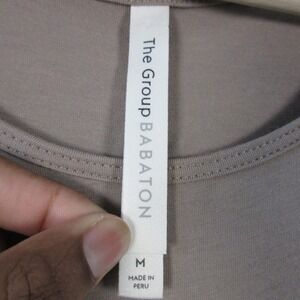 The Group BABATON
M
MADE IN
PERU